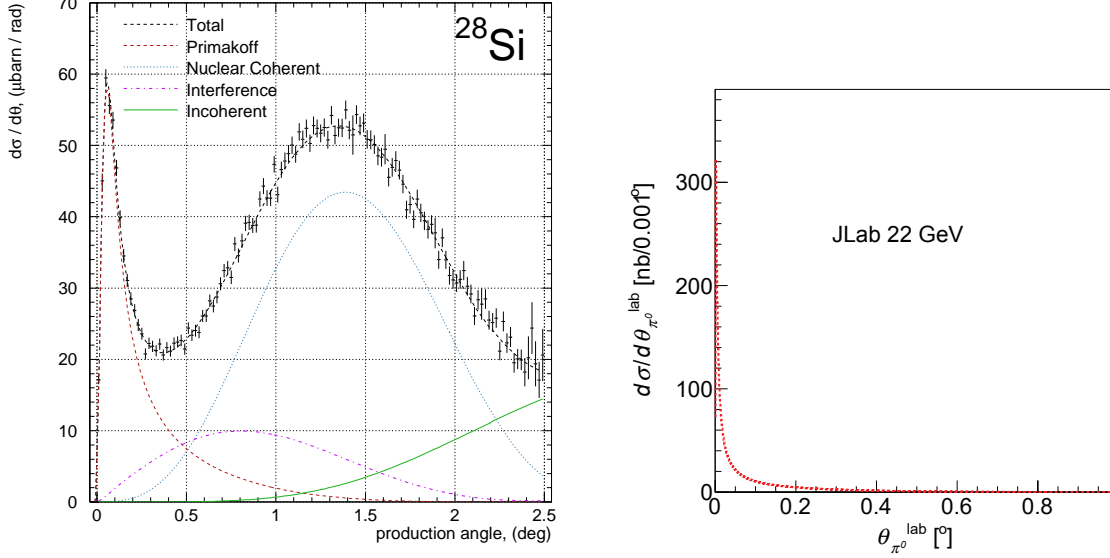 70
60
50
40
30
20
10
0
dσ / dθ, (μbarn / rad)
Total
Primakoff
Nuclear Coherent
Interference
Incoherent
28Si
0 0.5 1 1.5 2 2.5
production angle, (deg)
300
200
100
0
dσ/dθπ0lab [nb/0.001o]
JLab 22 GeV
0 0.2 0.4 0.6 0.8
θπ0lab [o]